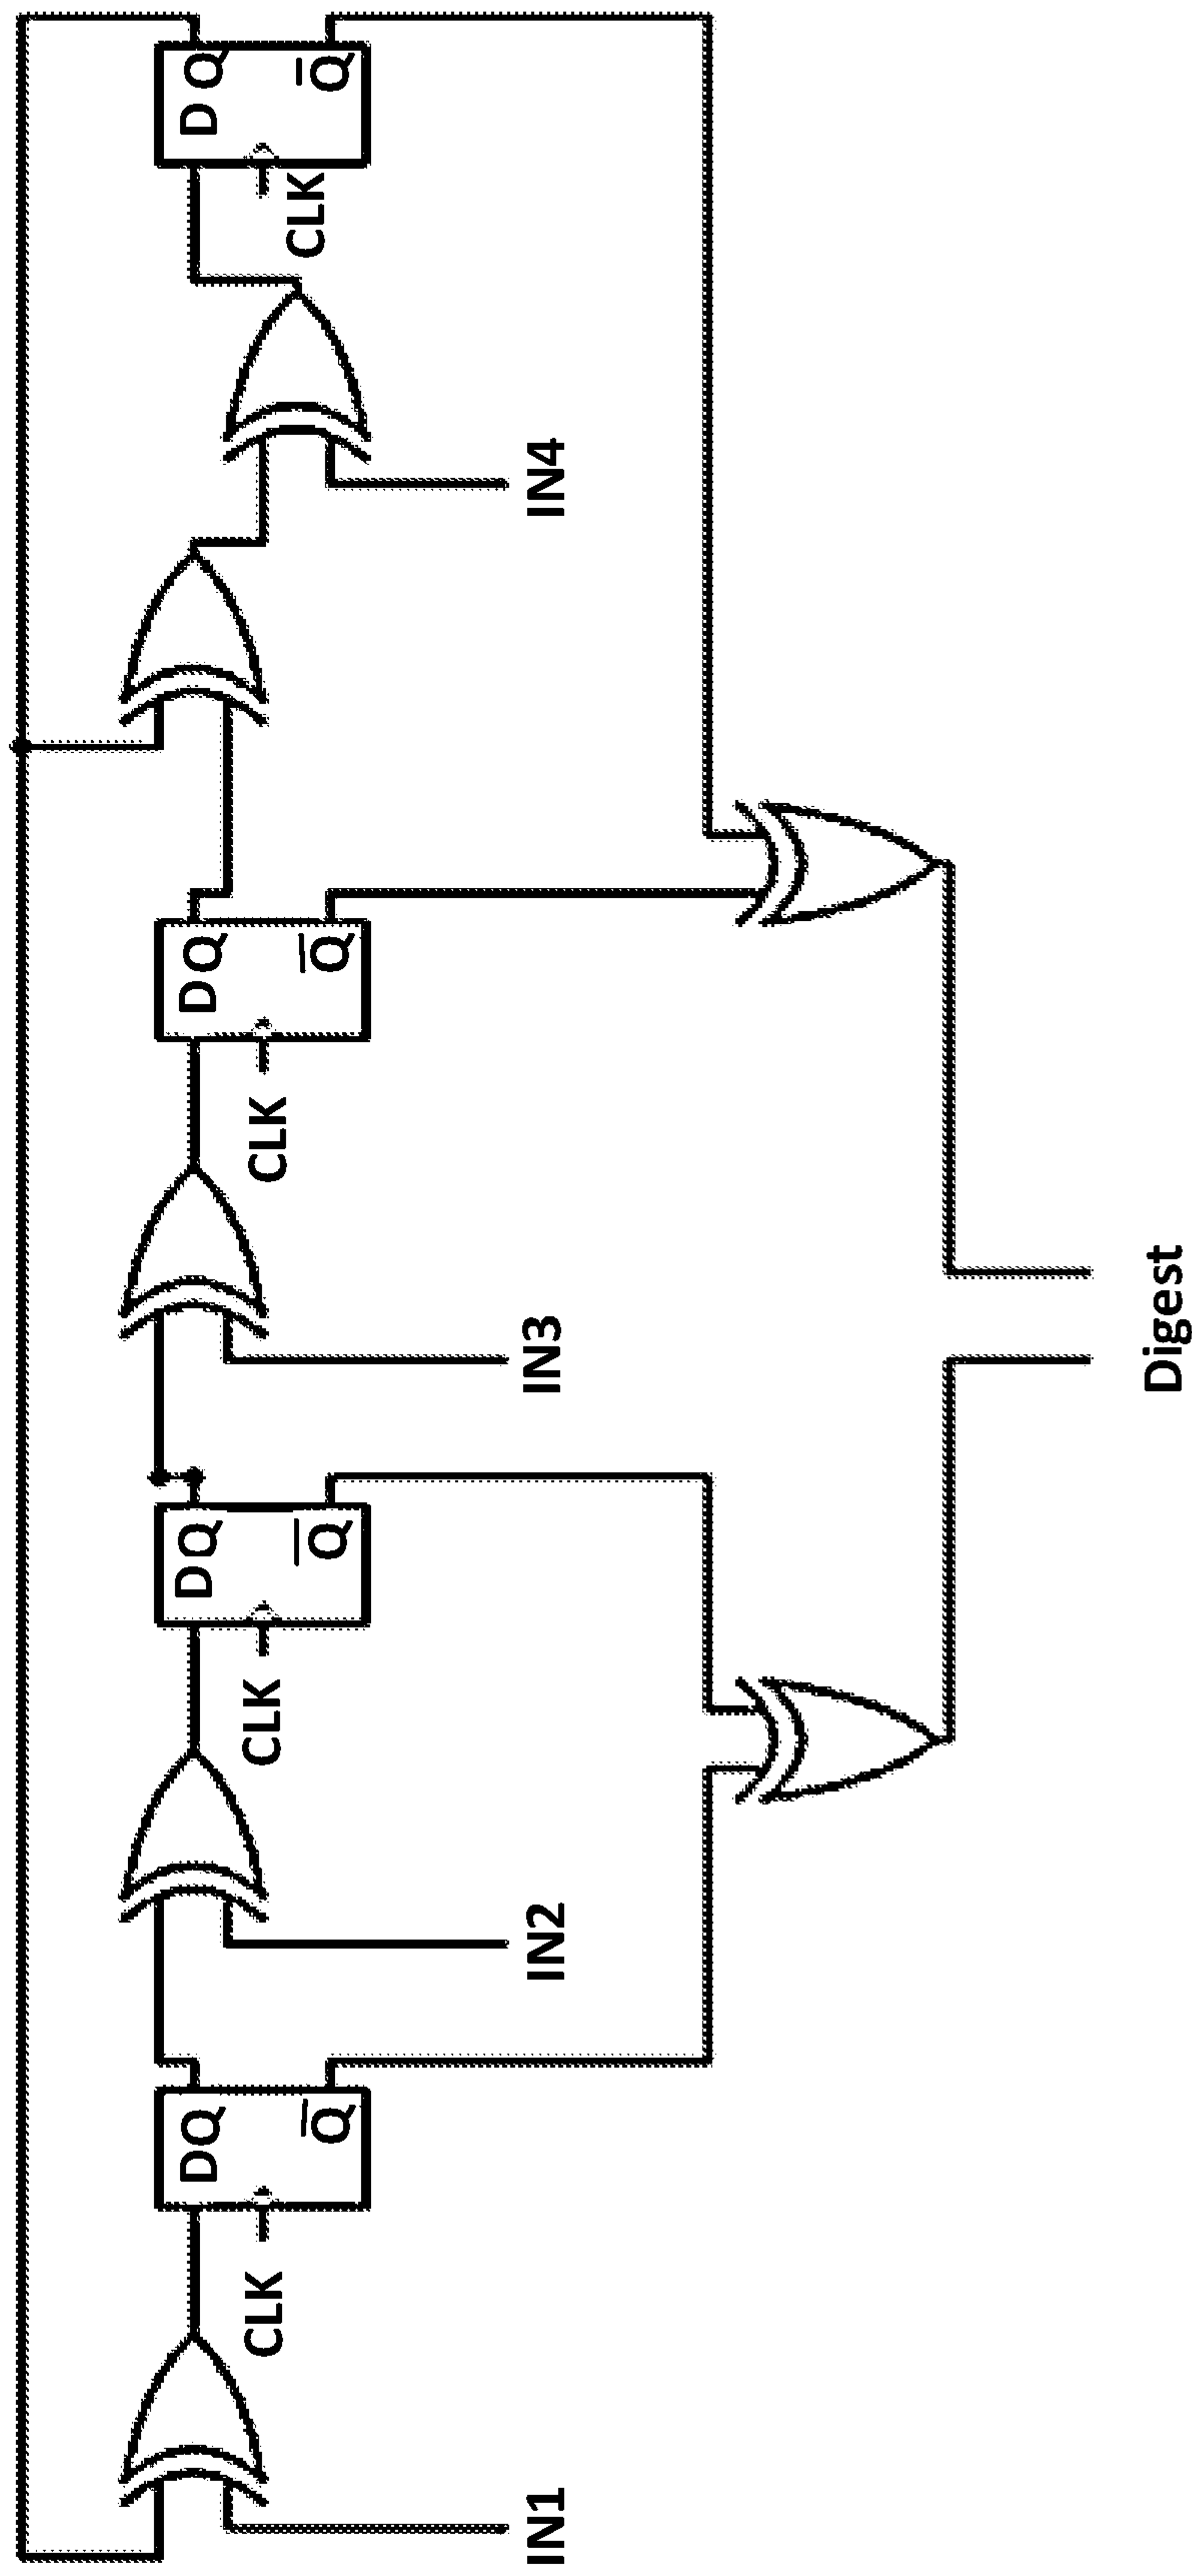 IN1
CLK
D Q
Q̅
IN2
CLK
D Q
Q̅
IN3
CLK
D Q
Q̅
IN4
CLK
D Q
Q̅
Digest